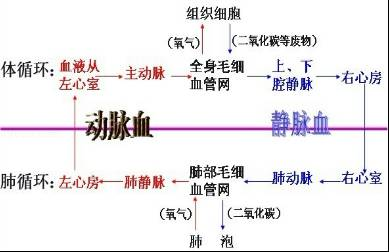 组织细胞
（氧气） （二氧化碳等废物）
体循环： 血液从 主动脉 全身毛细 上、下 右心房
左心室 血管网 腔静脉
动脉血 静脉血
肺循环： 左心房 肺静脉 肺部毛细 肺动脉 右心室
血管网
（氧气） （二氧化碳）
肺 泡